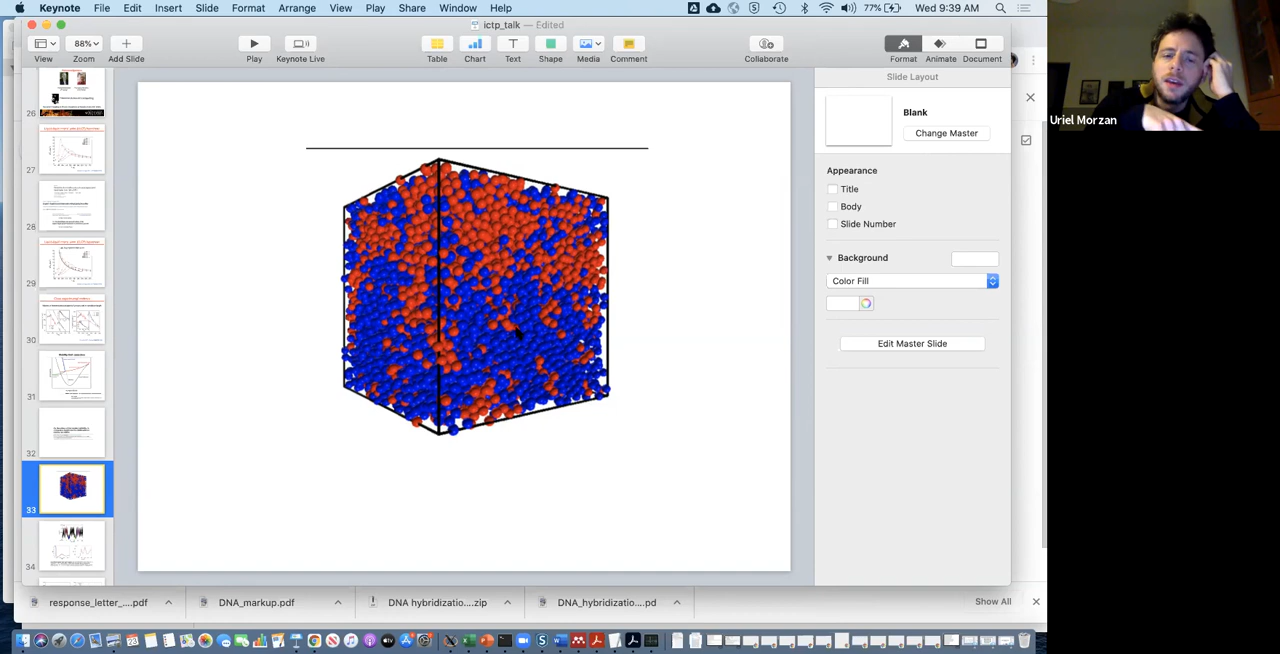 Keynote File Edit Insert Slide Format Arrange View Play Share Window Help
77% Wed 9:39 AM
ictp_talk — Edited
88%
View Zoom Add Slide Play Keynote Live Table Chart Text Shape Media Comment Collaborate Format Animate Document
Slide Layout
Blank
Change Master
Appearance
Title
Body
Slide Number
Background
Color Fill
Edit Master Slide
26
27
28
29
30
31
32
33
34
Uriel Morzan
response_letter_....pdf
DNA_markup.pdf
DNA hybridizatio....zip
DNA_hybridizatio....pd
Show All